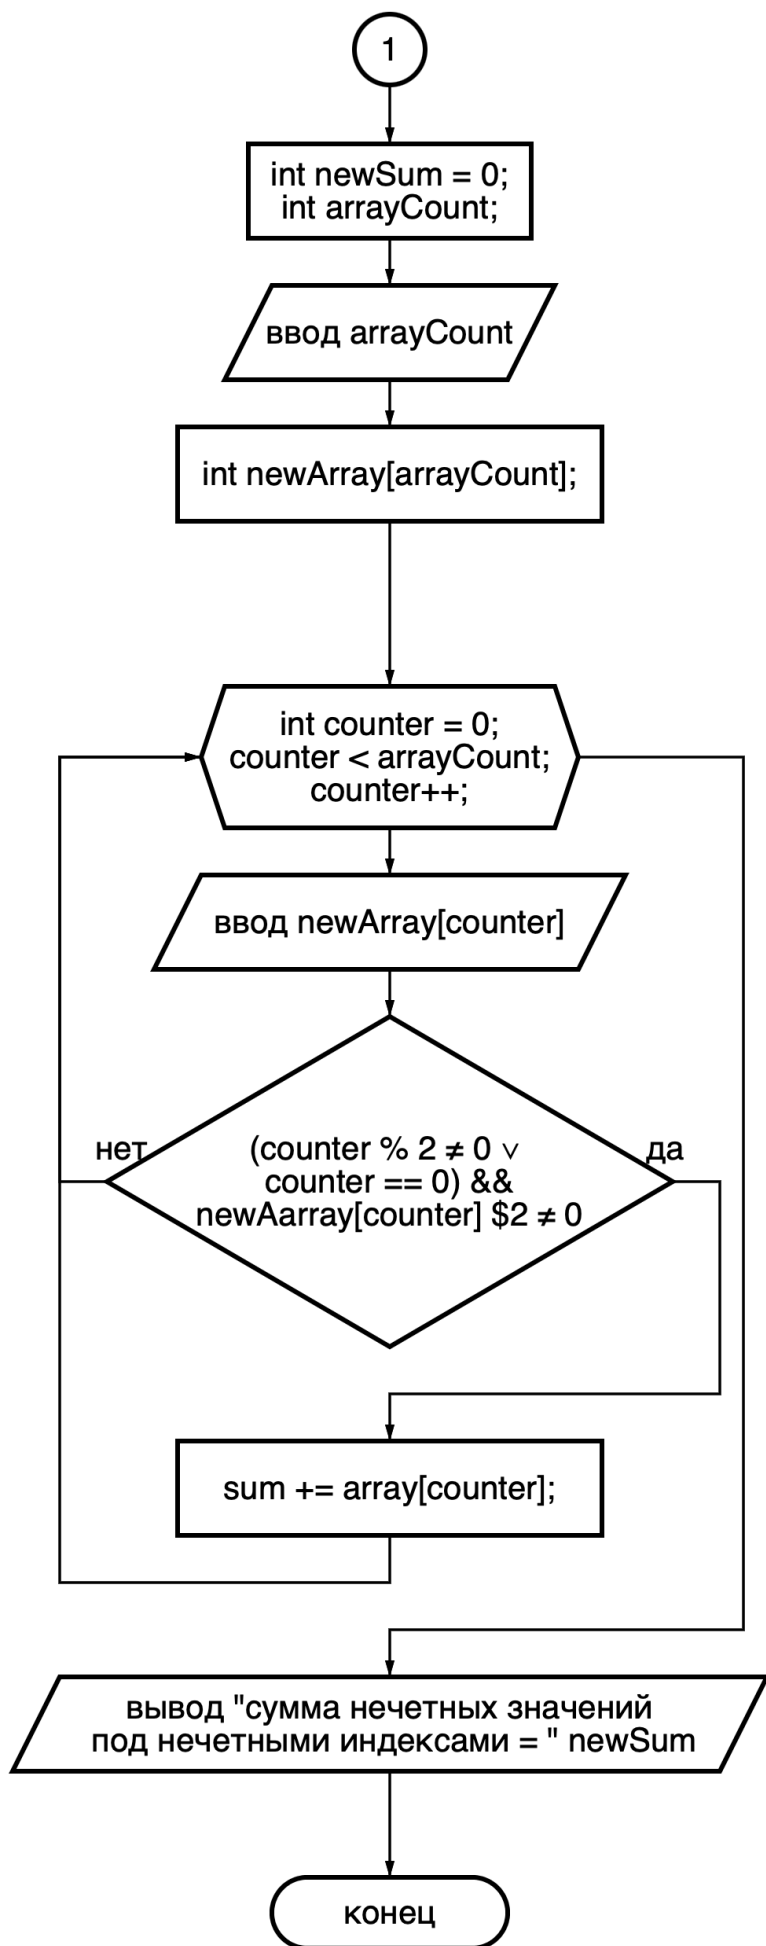 1
int newSum = 0;
int arrayCount;
ввод arrayCount
int newArray[arrayCount];
int counter = 0;
counter < arrayCount;
counter++;
ввод newArray[counter]
нет
(counter % 2 ≠ 0 ∨
counter == 0) &&
newAarray[counter] $2 ≠ 0
да
sum += array[counter];
вывод "сумма нечетных значений
под нечетными индексами = " newSum
конец